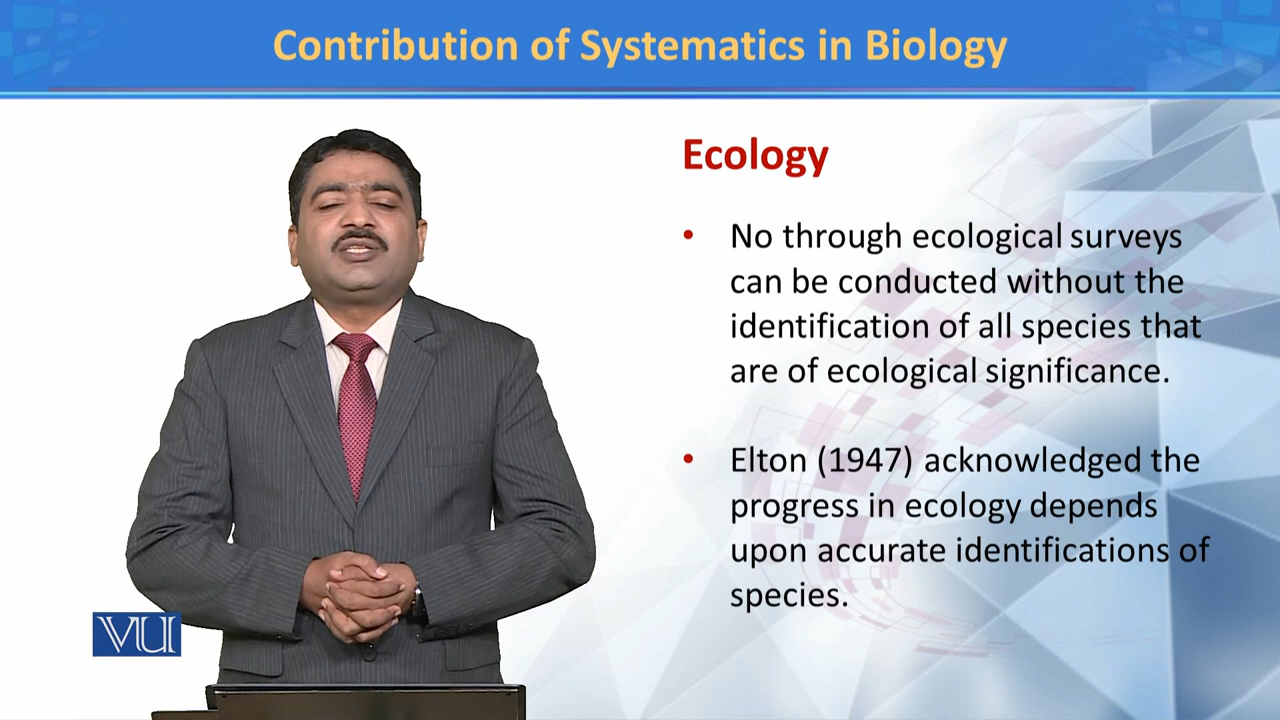 Contribution of Systematics in Biology
Ecology
• No through ecological surveys
can be conducted without the
identification of all species that
are of ecological significance.
• Elton (1947) acknowledged the
progress in ecology depends
upon accurate identifications of
species.
VU